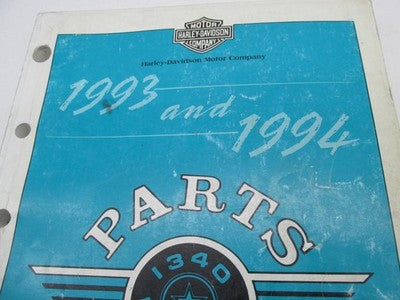 MOTOR
HARLEY-DAVIDSON
COMPANY
Harley-Davidson Motor Company
1993 and
1994
PARTS
1340